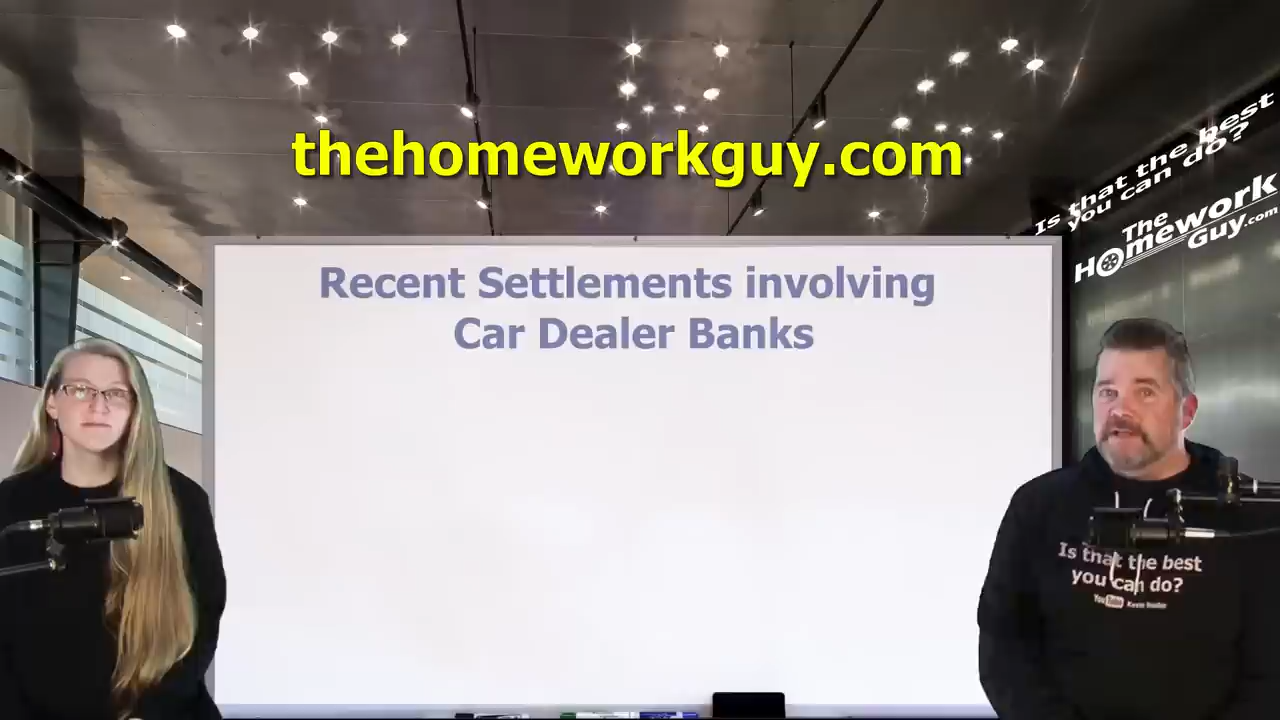 thehomeworkguy.com
Recent Settlements involving
Car Dealer Banks
Is that the best
you can do?
The
Homework
Guy.com
Is that the best
you can do?
YouTube